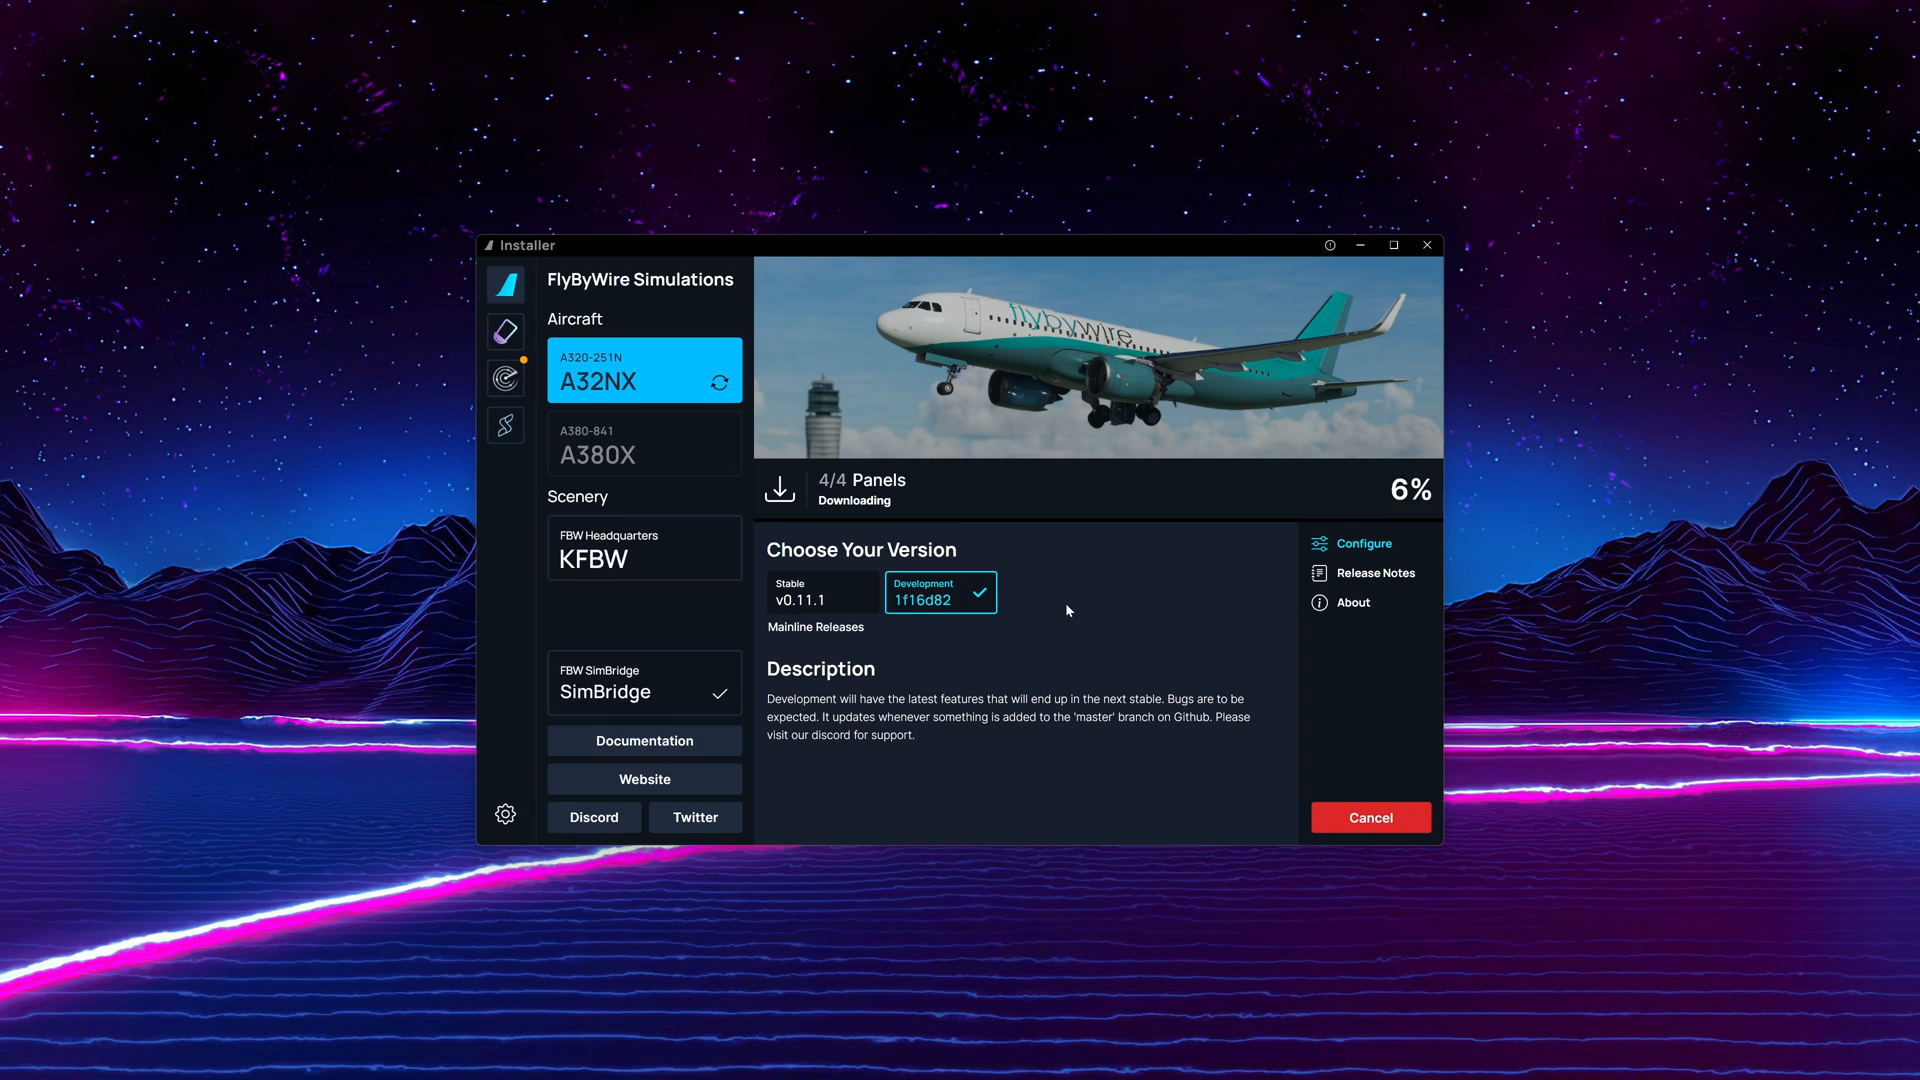 Installer
FlyByWire Simulations
Aircraft
A320-251N
A32NX
A380-841
A380X
Scenery
FBW Headquarters
KFBW
FBW SimBridge
SimBridge
Documentation
Website
Discord
Twitter
flybywire
4/4 Panels
Downloading
6%
Choose Your Version
Stable
v0.11.1
Development
1f16d82
Mainline Releases
Description
Development will have the latest features that will end up in the next stable. Bugs are to be
expected. It updates whenever something is added to the 'master' branch on Github. Please
visit our discord for support.
Configure
Release Notes
About
Cancel